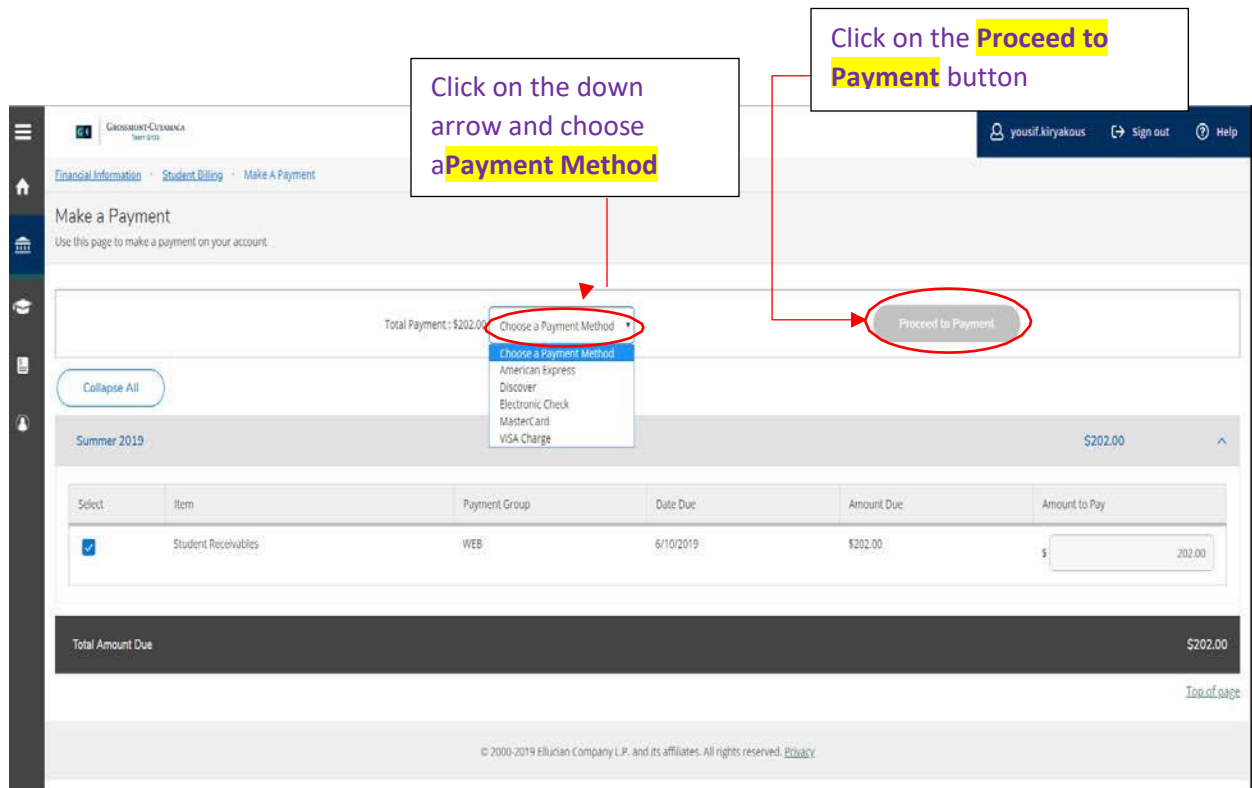 Click on the Proceed to
Payment button
Click on the down
arrow and choose
aPayment Method
GROSSMONT-CUYAMACA
yousif.kiryakous
Sign out
Help
Financial Information · Student Billing · Make A Payment
Make a Payment
Use this page to make a payment on your account
Total Payment : $202.00
Choose a Payment Method
Proceed to Payment
Choose a Payment Method
American Express
Discover
Electronic Check
MasterCard
VISA Charge
Collapse All
Summer 2019
$202.00
Select
Item
Payment Group
Date Due
Amount Due
Amount to Pay
Student Receivables
WEB
6/10/2019
$202.00
$ 202.00
Total Amount Due
$202.00
Top of page
© 2000-2019 Ellucian Company L.P. and its affiliates. All rights reserved. Privacy